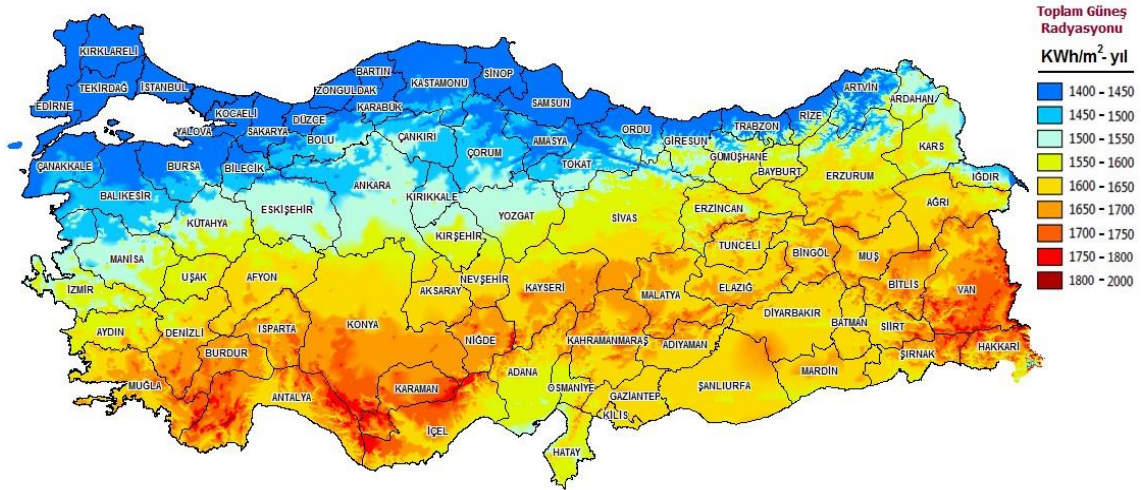 Toplam Güneş
Radyasyonu
KWh/m²- yıl
1400 - 1450
1450 - 1500
1500 - 1550
1550 - 1600
1600 - 1650
1650 - 1700
1700 - 1750
1750 - 1800
1800 - 2000
KIRKLARELİ
TEKİRDAĞ
İSTANBUL
EDİRNE
KOCAELİ
YALOVA
SAKARYA
DÜZCE
ZONGULDAK
BARTIN
KARABÜK
KASTAMONU
SİNOP
SAMSUN
ORDU
GİRESUN
TRABZON
RİZE
ARTVİN
ARDAHAN
KARS
IĞDIR
ÇANAKKALE
BALIKESİR
BURSA
BİLECİK
BOLU
ÇANKIRI
ÇORUM
AMASYA
TOKAT
GÜMÜŞHANE
BAYBURT
ERZURUM
AĞRI
KÜTAHYA
ESKİŞEHİR
ANKARA
KIRIKKALE
YOZGAT
SİVAS
ERZİNCAN
TUNCELİ
BİNGÖL
MUŞ
BİTLİS
VAN
MANİSA
İZMİR
UŞAK
AFYON
KIRŞEHİR
NEVŞEHİR
AKSARAY
KAYSERİ
MALATYA
ELAZIĞ
DİYARBAKIR
BATMAN
SİİRT
ŞIRNAK
HAKKARİ
AYDIN
DENİZLİ
ISPARTA
BURDUR
KONYA
NİĞDE
KAHRAMANMARAŞ
ADIYAMAN
MARDİN
MUĞLA
ANTALYA
KARAMAN
İÇEL
ADANA
OSMANİYE
GAZİANTEP
KİLİS
ŞANLIURFA
HATAY